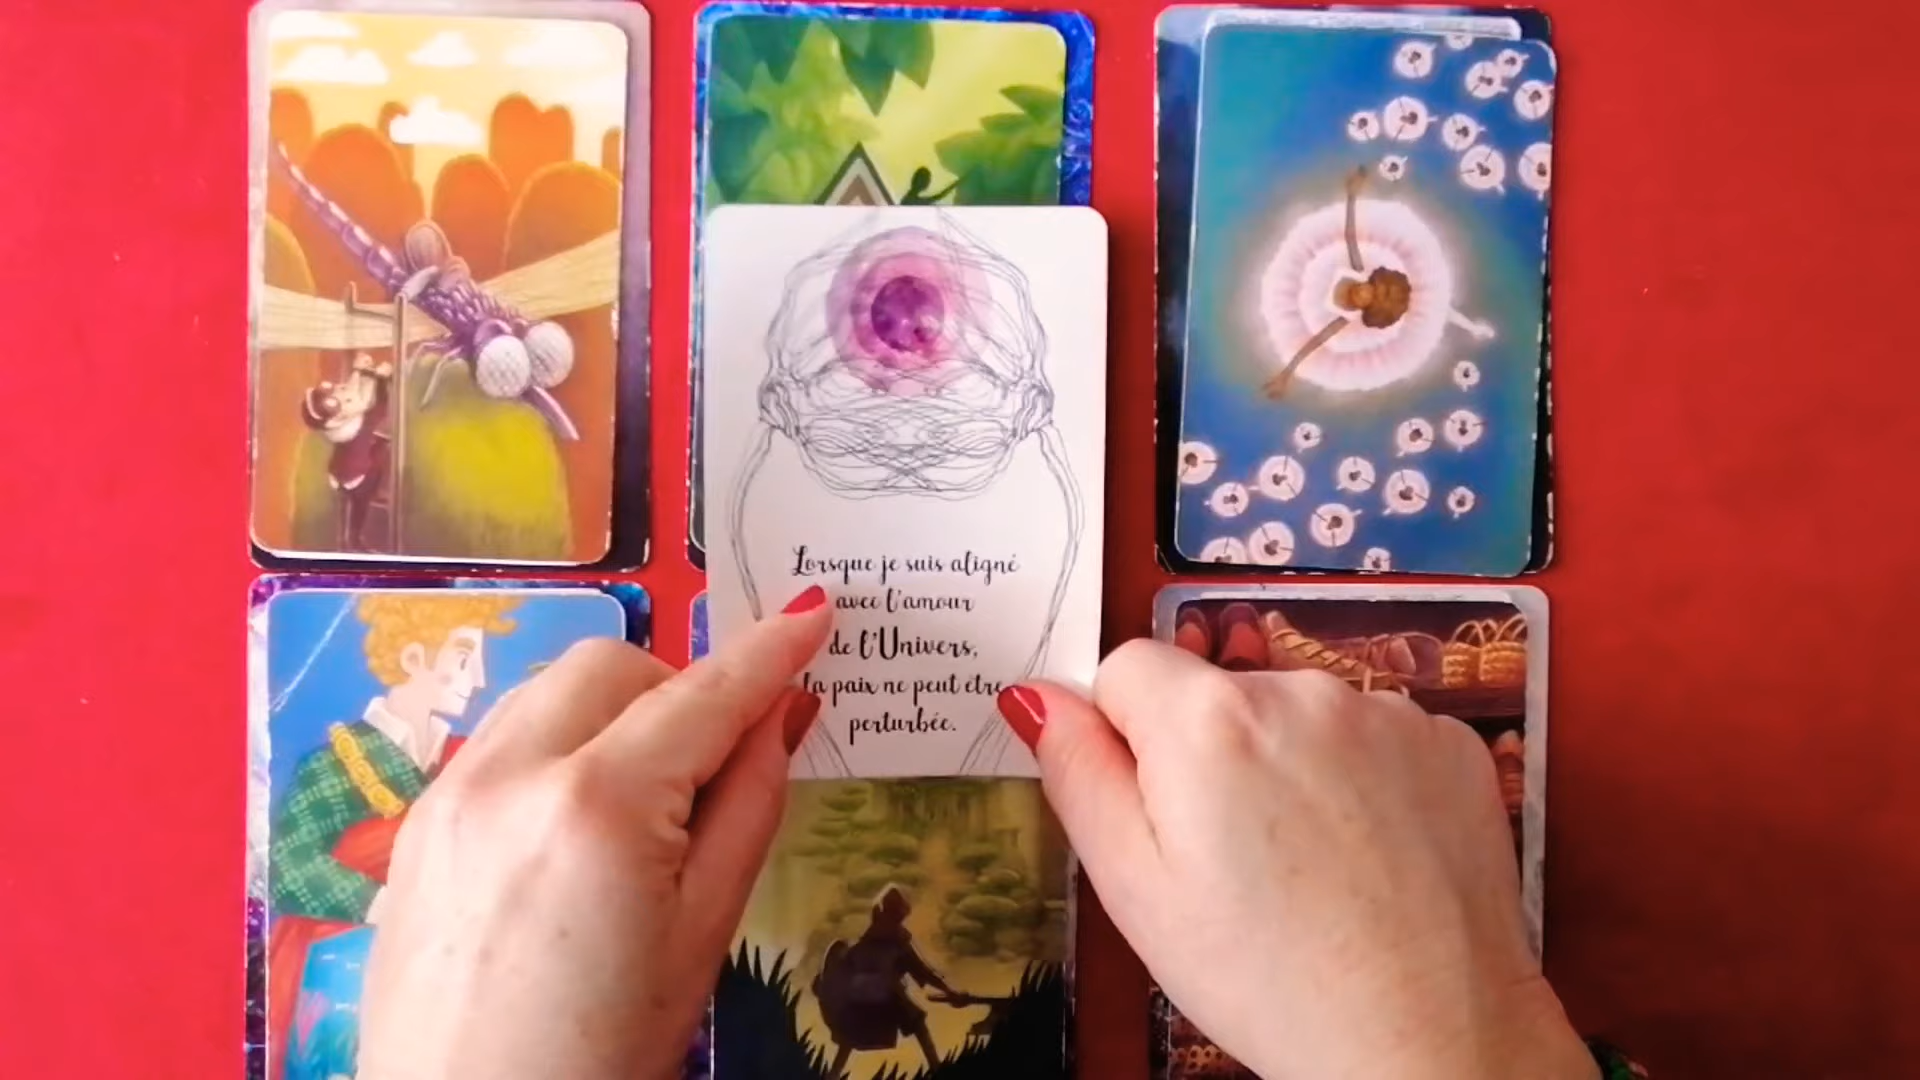 Lorsque je suis aligné
avec l'amour
de l'Univers,
la paix ne peut être
perturbée.